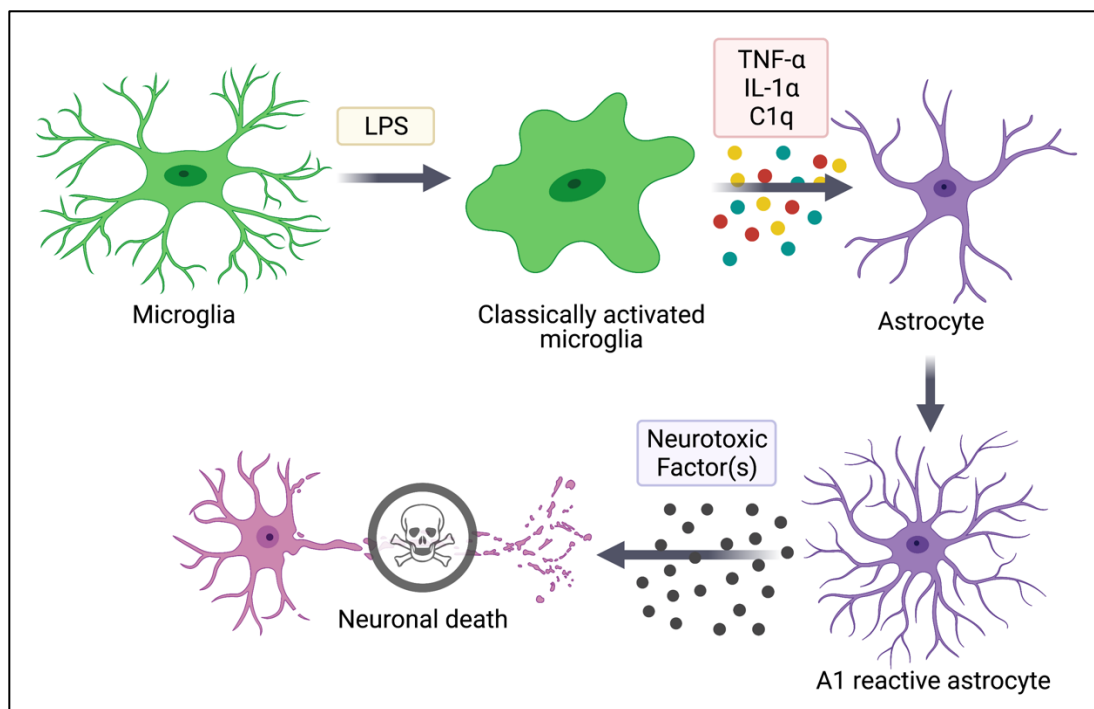 LPS
TNF-α
IL-1α
C1q
Microglia
Classically activated
microglia
Astrocyte
Neurotoxic
Factor(s)
Neuronal death
A1 reactive astrocyte